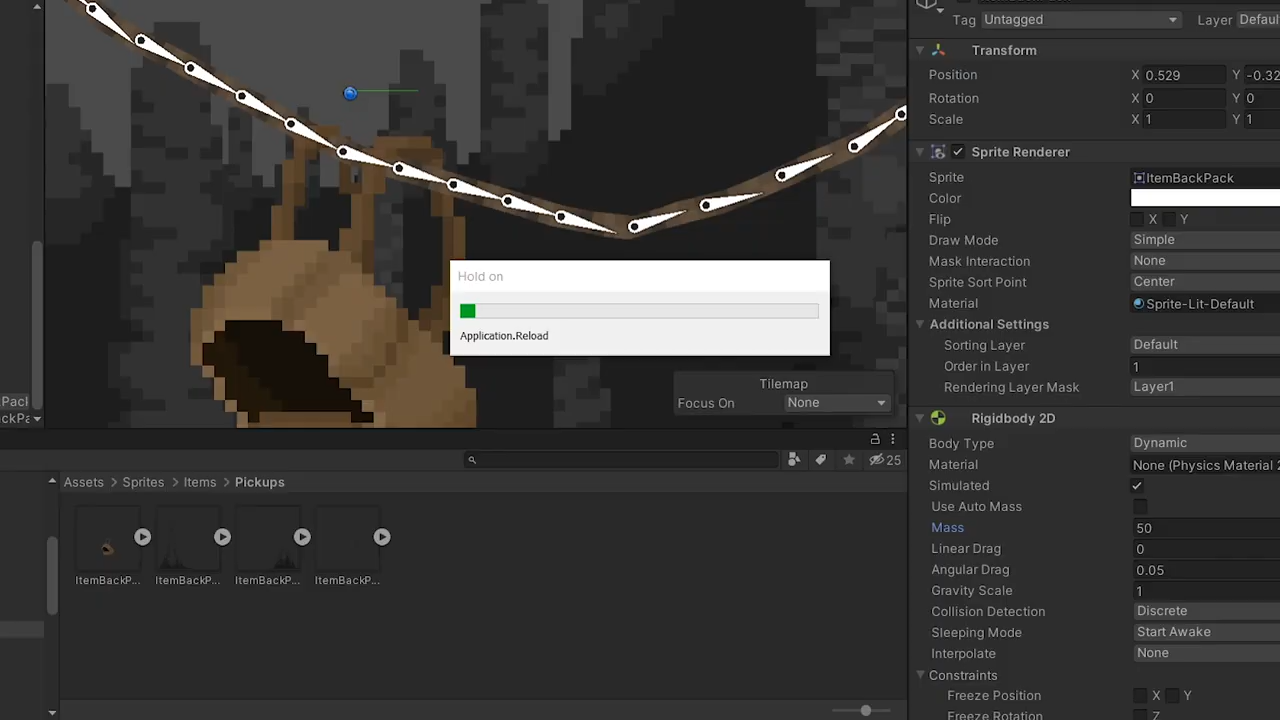 Tag Untagged Layer Defaul
Transform
Position X 0.529 Y -0.32
Rotation X 0 Y 0
Scale X 1 Y 1
Sprite Renderer
Sprite ItemBackPack
Color
Flip X Y
Draw Mode Simple
Mask Interaction None
Sprite Sort Point Center
Material Sprite-Lit-Default
Additional Settings
Sorting Layer Default
Order in Layer 1
Rendering Layer Mask Layer1
Rigidbody 2D
Body Type Dynamic
Material None (Physics Material 2
Simulated
Use Auto Mass
Mass 50
Linear Drag 0
Angular Drag 0.05
Gravity Scale 1
Collision Detection Discrete
Sleeping Mode Start Awake
Interpolate None
Constraints
Freeze Position X Y
Freeze Rotation Z
Hold on
Application.Reload
Tilemap
Focus On None
Pack
ckPa
25
Assets > Sprites > Items > Pickups
ItemBackP... ItemBackP... ItemBackP... ItemBackP...